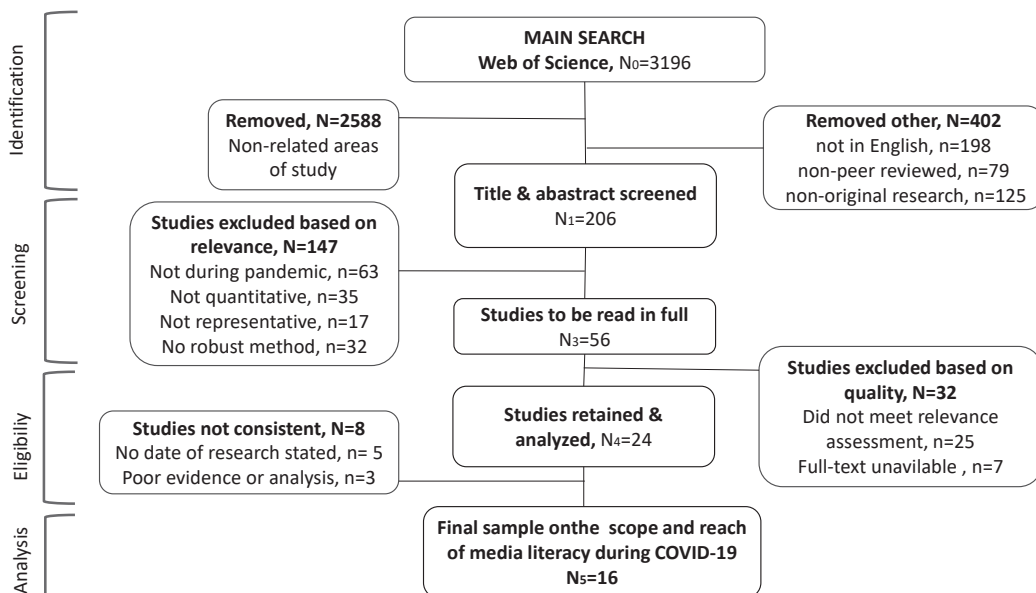 MAIN SEARCH
Web of Science, N0=3196
Identification
Removed, N=2588
Non-related areas
of study
Removed other, N=402
not in English, n=198
non-peer reviewed, n=79
non-original research, n=125
Title & abastract screened
N1=206
Screening
Studies excluded based on
relevance, N=147
Not during pandemic, n=63
Not quantitative, n=35
Not representative, n=17
No robust method, n=32
Studies to be read in full
N3=56
Studies excluded based on
quality, N=32
Did not meet relevance
assessment, n=25
Full-text unavilable , n=7
Eligibiliy
Studies retained &
analyzed, N4=24
Studies not consistent, N=8
No date of research stated, n= 5
Poor evidence or analysis, n=3
Analysis
Final sample onthe scope and reach
of media literacy during COVID-19
N5=16